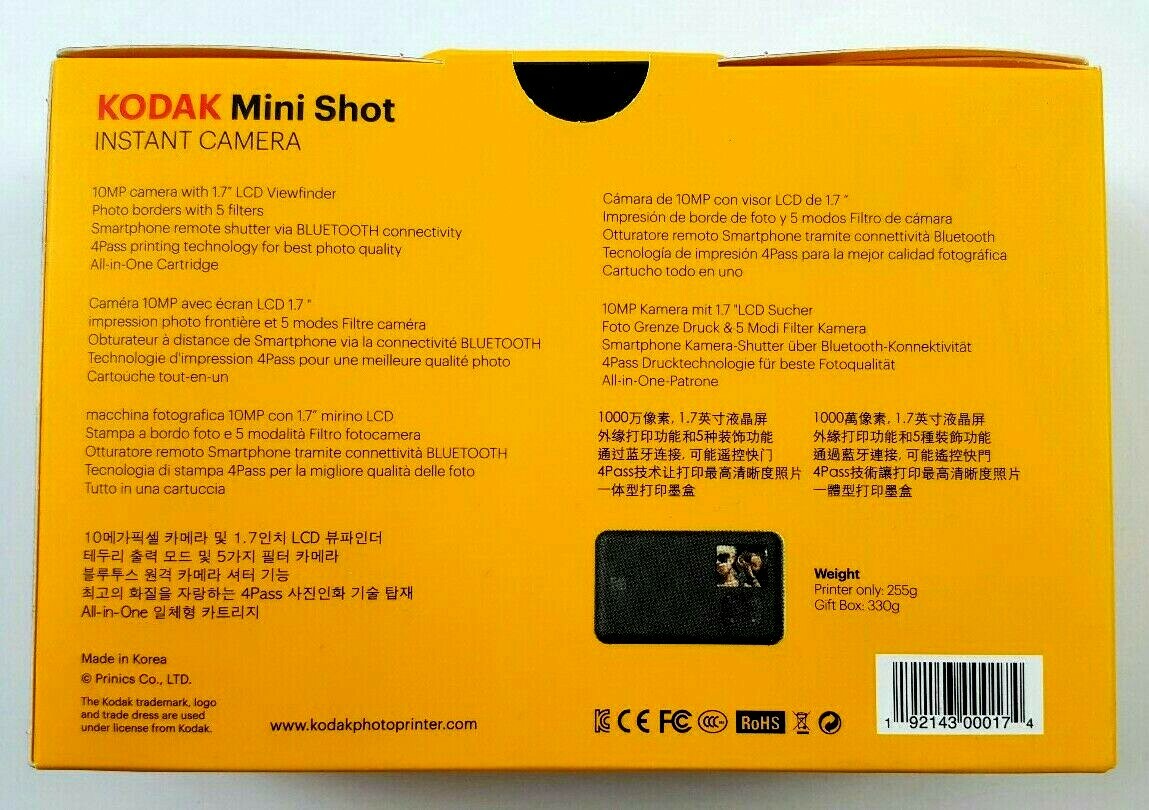 KODAK Mini Shot
INSTANT CAMERA
10MP camera with 1.7" LCD Viewfinder
Photo borders with 5 filters
Smartphone remote shutter via BLUETOOTH connectivity
4Pass printing technology for best photo quality
All-in-One Cartridge
Caméra 10MP avec écran LCD 1.7 "
impression photo frontière et 5 modes Filtre caméra
Obturateur à distance de Smartphone via la connectivité BLUETOOTH
Technologie d'impression 4Pass pour une meilleure qualité photo
Cartouche tout-en-un
macchina fotografica 10MP con 1.7" mirino LCD
Stampa a bordo foto e 5 modalità Filtro fotocamera
Otturatore remoto Smartphone tramite connettività BLUETOOTH
Tecnologia di stampa 4Pass per la migliore qualità delle foto
Tutto in una cartuccia
10메가픽셀 카메라 및 1.7인치 LCD 뷰파인더
테두리 출력 모드 및 5가지 필터 카메라
블루투스 원격 카메라 셔터 기능
최고의 화질을 자랑하는 4Pass 사진인화 기술 탑재
All-in-One 일체형 카트리지
Made in Korea
© Prinics Co., LTD.
The Kodak trademark, logo
and trade dress are used
under license from Kodak.
www.kodakphotoprinter.com
Cámara de 10MP con visor LCD de 1.7 "
Impresión de borde de foto y 5 modos Filtro de cámara
Otturatore remoto Smartphone tramite connettività Bluetooth
Tecnología de impresión 4Pass para la mejor calidad fotográfica
Cartucho todo en uno
10MP Kamera mit 1.7 "LCD Sucher
Foto Grenze Druck & 5 Modi Filter Kamera
Smartphone Kamera-Shutter über Bluetooth-Konnektivität
4Pass Drucktechnologie für beste Fotoqualität
All-in-One-Patrone
1000万像素, 1.7英寸液晶屏
外缘打印功能和5种装饰功能
通过蓝牙连接, 可能遥控快门
4Pass技术让打印最高清晰度照片
一体型打印墨盒
1000萬像素, 1.7英寸液晶屏
外緣打印功能和5種裝飾功能
通過藍牙連接, 可能遙控快門
4Pass技術讓打印最高清晰度照片
一體型打印墨盒
Weight
Printer only: 255g
Gift Box: 330g
CE FC CCC RoHS
1 92143 00017 4